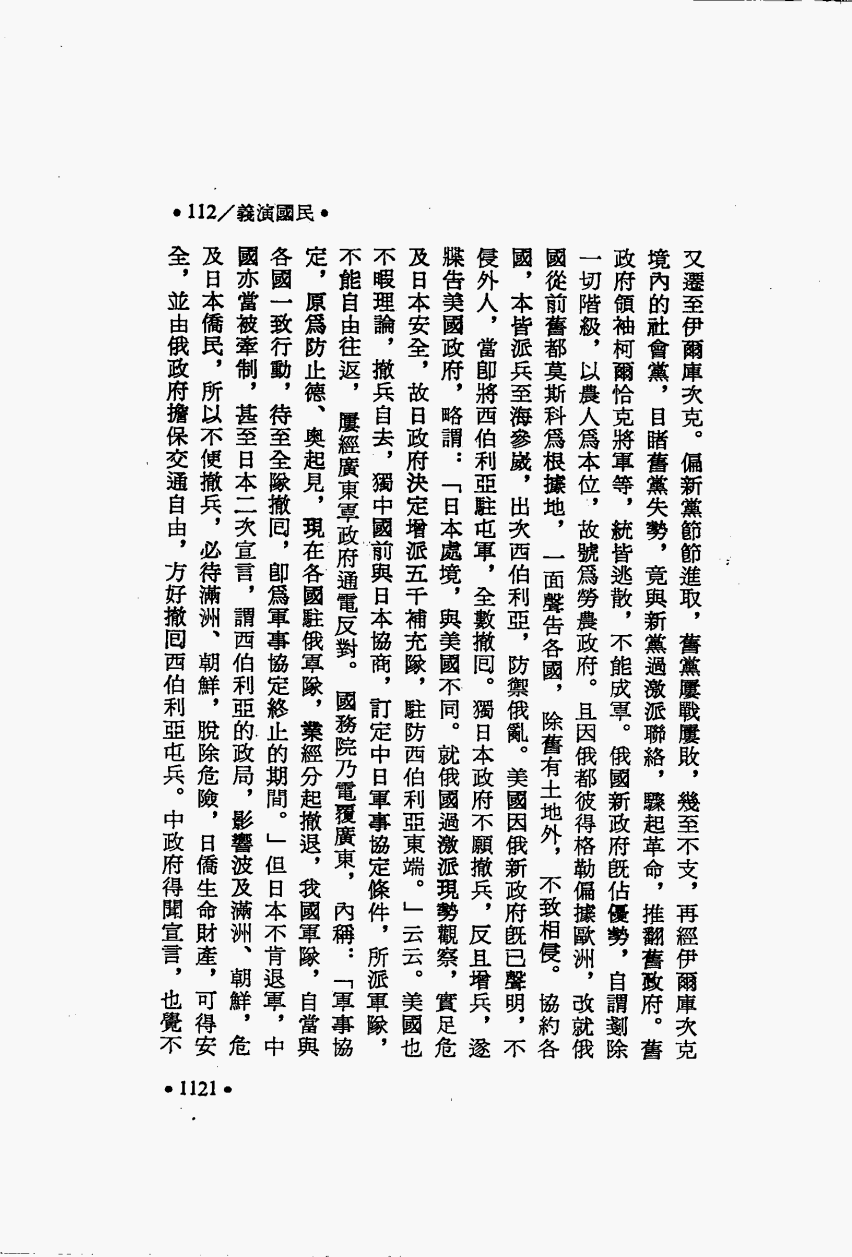 •112/義演國民•
又遷至伊爾庫次克。偏新黨節節進取，舊黨屢戰屢敗，幾至不支，再經伊爾庫次克
境內的社會黨，目睹舊黨失勢，竟與新黨過激派聯絡，驟起革命，推翻舊政府。舊
政府領袖柯爾恰克將軍等，統皆逃散，不能成軍。俄國新政府既佔優勢，自謂剗除
一切階級，以農人爲本位，故號爲勞農政府。且因俄都彼得格勒偏據歐洲，改就俄
國從前舊都莫斯科爲根據地，一面聲告各國，除舊有土地外，不致相侵。協約各
國，本皆派兵至海參崴，出次西伯利亞，防禦俄亂。美國因俄新政府既已聲明，不
侵外人，當卽將西伯利亞駐屯軍，全數撤囘。獨日本政府不願撤兵，反且增兵，遂
牒告美國政府，略謂：「日本處境，與美國不同。就俄國過激派現勢觀察，實足危
及日本安全，故日政府決定增派五千補充隊，駐防西伯利亞東端。」云云。美國也
不暇理論，撤兵自去，獨中國前與日本協商，訂定中日軍事協定條件，所派軍隊，
不能自由往返，屢經廣東軍政府通電反對。國務院乃電覆廣東，內稱：「軍事協
定，原爲防止德、奧起見，現在各國駐俄軍隊，業經分起撤退，我國軍隊，自當與
各國一致行動，待至全隊撤囘，卽爲軍事協定終止的期間。」但日本不肯退軍，中
國亦當被牽制，甚至日本二次宣言，謂西伯利亞的政局，影響波及滿洲、朝鮮，危
及日本僑民，所以不便撤兵，必待滿洲、朝鮮，脫除危險，日僑生命財產，可得安
全，並由俄政府擔保交通自由，方好撤囘西伯利亞屯兵。中政府得聞宣言，也覺不
•1121•